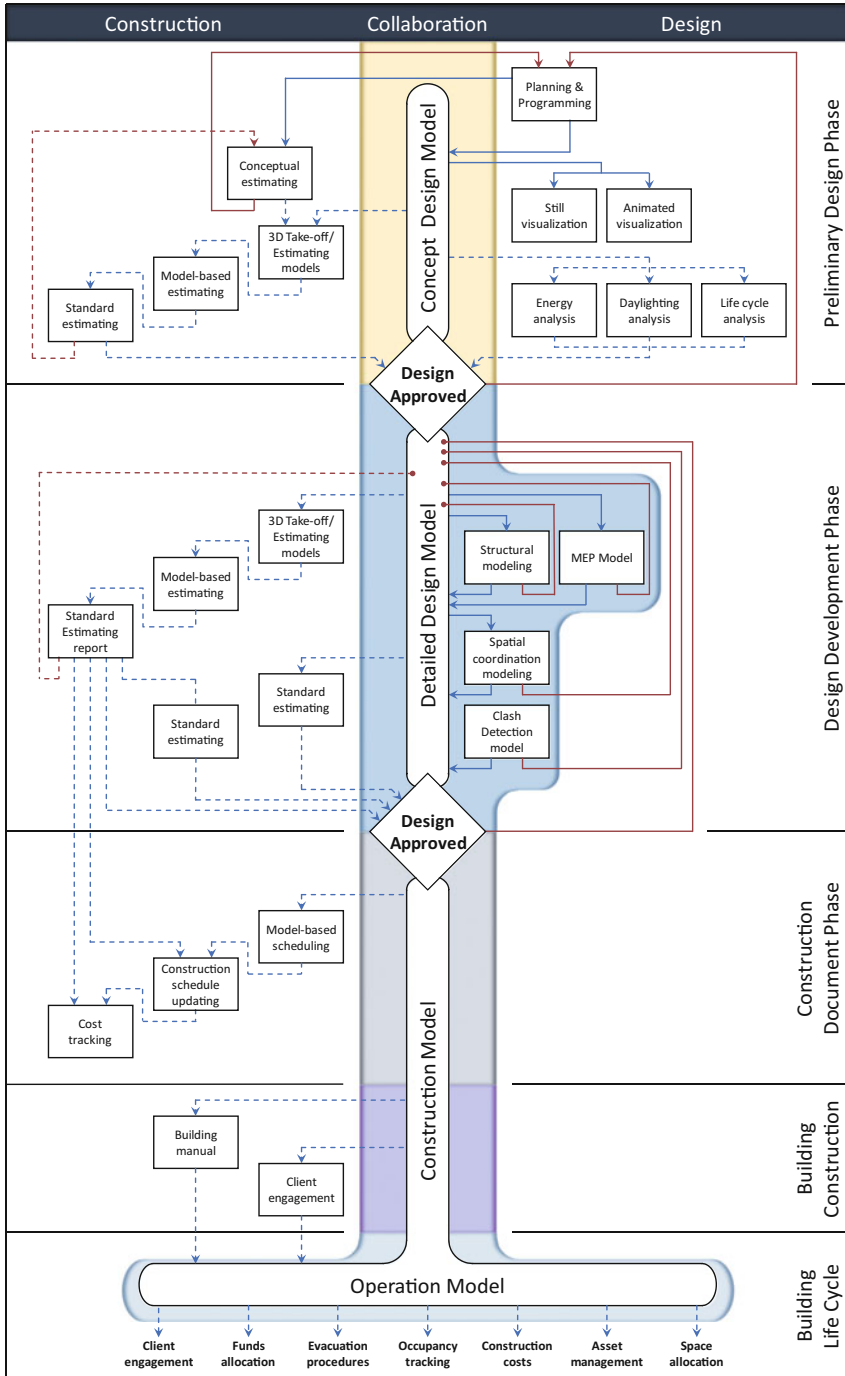 Construction
Collaboration
Design
Planning &
Programming
Conceptual
estimating
Still
visualization
Animated
visualization
3D Take-off/
Estimating
models
Model-based
estimating
Standard
estimating
Energy
analysis
Daylighting
analysis
Life cycle
analysis
Concept Design Model
Preliminary Design Phase
Design
Approved
3D Take-off/
Estimating
models
Structural
modeling
MEP Model
Model-based
estimating
Standard
Estimating
report
Spatial
coordination
modeling
Standard
estimating
Standard
estimating
Clash
Detection
model
Detailed Design Model
Design Development Phase
Design
Approved
Model-based
scheduling
Construction
schedule
updating
Cost
tracking
Construction
Document Phase
Construction Model
Building
manual
Client
engagement
Building
Construction
Operation Model
Building
Life Cycle
Client
engagement
Funds
allocation
Evacuation
procedures
Occupancy
tracking
Construction
costs
Asset
management
Space
allocation